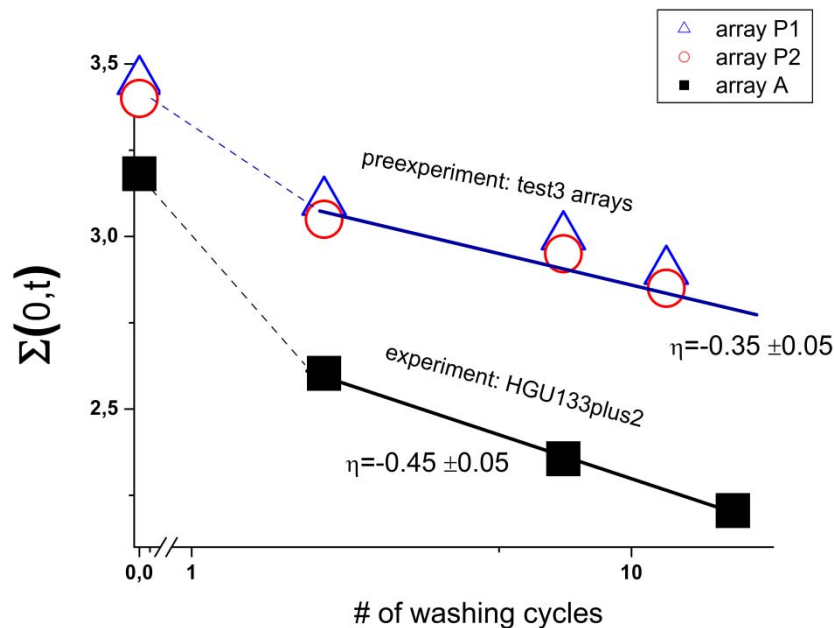 array P1
array P2
array A
3,5
3,0
2,5
Σ(0,t)
preexperiment: test3 arrays
η=-0.35 ±0.05
experiment: HGU133plus2
η=-0.45 ±0.05
0,0 1 10
# of washing cycles